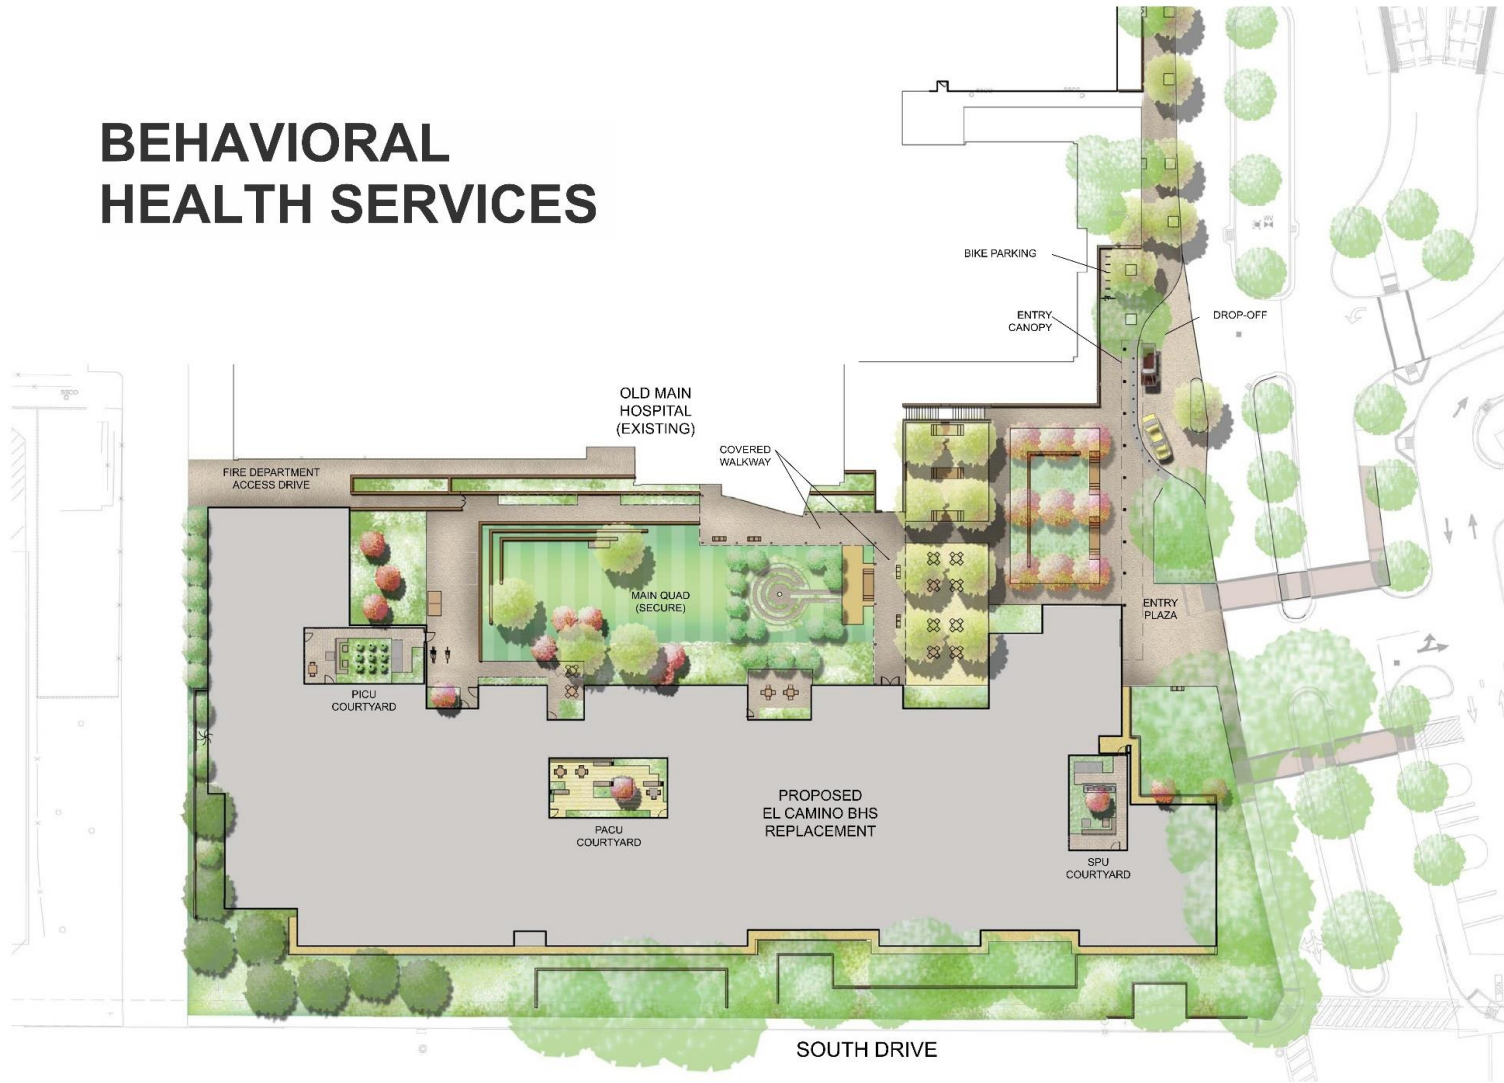 BEHAVIORAL
HEALTH SERVICES
BIKE PARKING
ENTRY
CANOPY
DROP-OFF
OLD MAIN
HOSPITAL
(EXISTING)
COVERED
WALKWAY
FIRE DEPARTMENT
ACCESS DRIVE
MAIN QUAD
(SECURE)
ENTRY
PLAZA
PICU
COURTYARD
PROPOSED
EL CAMINO BHS
REPLACEMENT
PACU
COURTYARD
SPU
COURTYARD
SOUTH DRIVE